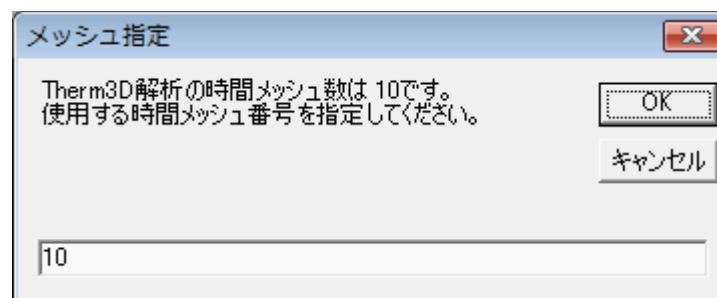 メッシュ指定
Therm3D解析の時間メッシュ数は 10です。
使用する時間メッシュ番号を指定してください。
OK
キャンセル
10